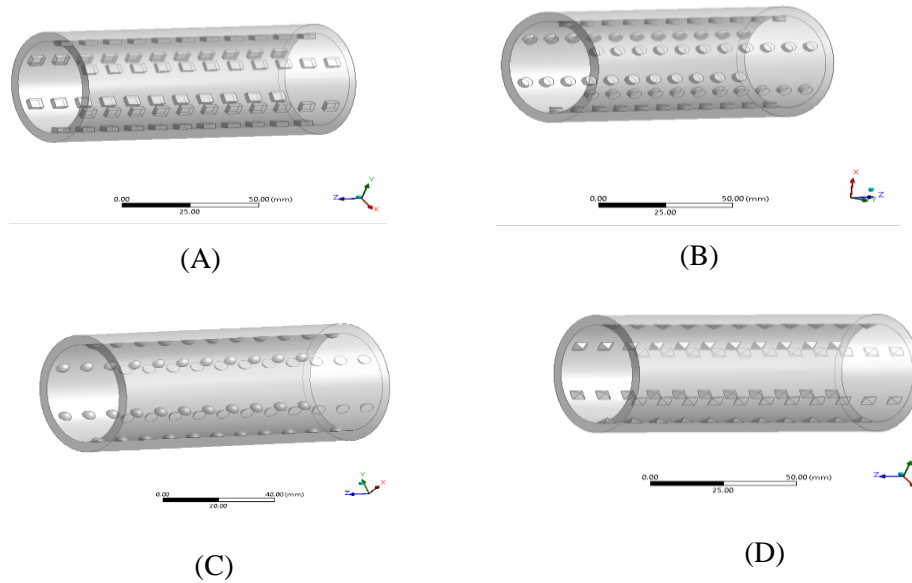 0.00 50.00 (mm)
25.00
Z Y X
(A)
0.00 50.00 (mm)
25.00
X Z Y
(B)
0.00 40.00 (mm)
20.00
Z Y X
(C)
0.00 50.00 (mm)
25.00
Z
(D)